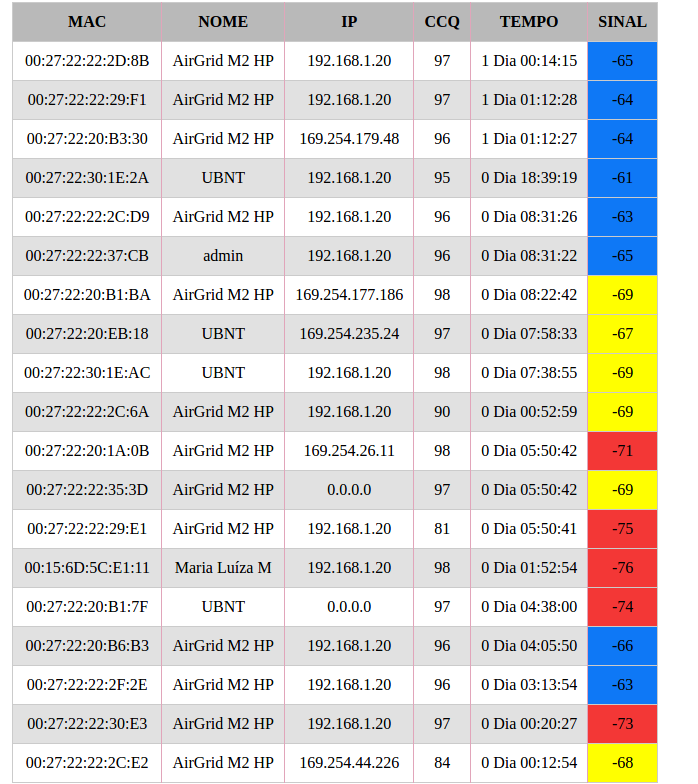 MAC NOME IP CCQ TEMPO SINAL
00:27:22:22:2D:8B AirGrid M2 HP 192.168.1.20 97 1 Dia 00:14:15 -65
00:27:22:22:29:F1 AirGrid M2 HP 192.168.1.20 97 1 Dia 01:12:28 -64
00:27:22:20:B3:30 AirGrid M2 HP 169.254.179.48 96 1 Dia 01:12:27 -64
00:27:22:30:1E:2A UBNT 192.168.1.20 95 0 Dia 18:39:19 -61
00:27:22:22:2C:D9 AirGrid M2 HP 192.168.1.20 96 0 Dia 08:31:26 -63
00:27:22:22:37:CB admin 192.168.1.20 96 0 Dia 08:31:22 -65
00:27:22:20:B1:BA AirGrid M2 HP 169.254.177.186 98 0 Dia 08:22:42 -69
00:27:22:20:EB:18 UBNT 169.254.235.24 97 0 Dia 07:58:33 -67
00:27:22:30:1E:AC UBNT 192.168.1.20 98 0 Dia 07:38:55 -69
00:27:22:22:2C:6A AirGrid M2 HP 192.168.1.20 90 0 Dia 00:52:59 -69
00:27:22:20:1A:0B AirGrid M2 HP 169.254.26.11 98 0 Dia 05:50:42 -71
00:27:22:22:35:3D AirGrid M2 HP 0.0.0.0 97 0 Dia 05:50:42 -69
00:27:22:22:29:E1 AirGrid M2 HP 192.168.1.20 81 0 Dia 05:50:41 -75
00:15:6D:5C:E1:11 Maria Luíza M 192.168.1.20 98 0 Dia 01:52:54 -76
00:27:22:20:B1:7F UBNT 0.0.0.0 97 0 Dia 04:38:00 -74
00:27:22:20:B6:B3 AirGrid M2 HP 192.168.1.20 96 0 Dia 04:05:50 -66
00:27:22:22:2F:2E AirGrid M2 HP 192.168.1.20 96 0 Dia 03:13:54 -63
00:27:22:22:30:E3 AirGrid M2 HP 192.168.1.20 97 0 Dia 00:20:27 -73
00:27:22:22:2C:E2 AirGrid M2 HP 169.254.44.226 84 0 Dia 00:12:54 -68